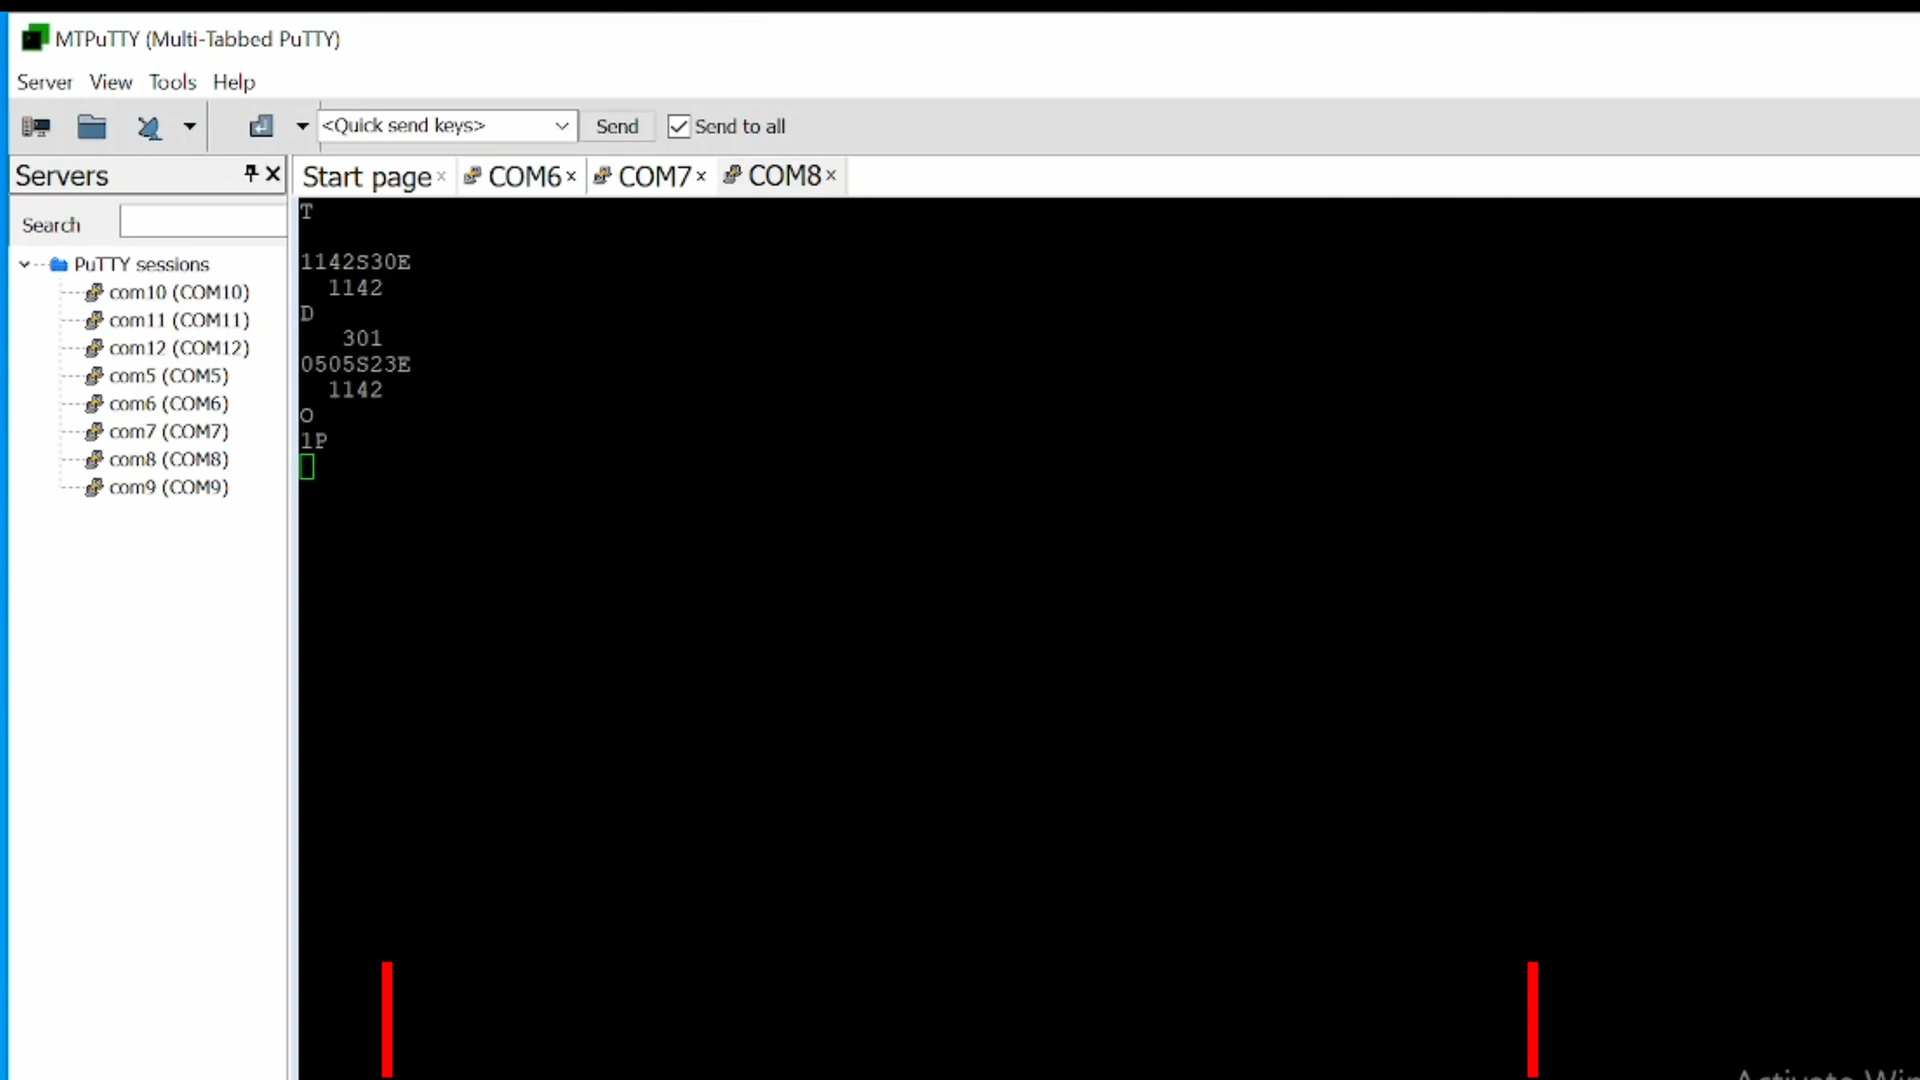 MTPuTTY (Multi-Tabbed PuTTY)
Server View Tools Help
<Quick send keys> Send Send to all
Servers
Start page COM6 COM7 COM8
Search
PuTTY sessions
com10 (COM10)
com11 (COM11)
com12 (COM12)
com5 (COM5)
com6 (COM6)
com7 (COM7)
com8 (COM8)
com9 (COM9)
T
1142S30E
1142
D
301
0505S23E
1142
O
1P